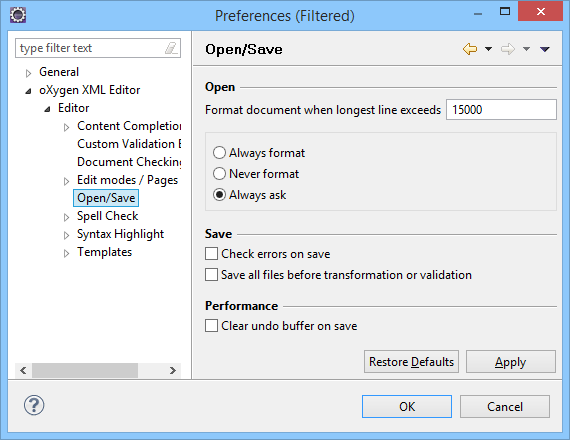 Preferences (Filtered)
type filter text
General
oXygen XML Editor
Editor
Content Completion
Custom Validation E
Document Checking
Edit modes / Pages
Open/Save
Spell Check
Syntax Highlight
Templates
Open/Save
Open
Format document when longest line exceeds 15000
Always format
Never format
Always ask
Save
Check errors on save
Save all files before transformation or validation
Performance
Clear undo buffer on save
Restore Defaults Apply
OK Cancel